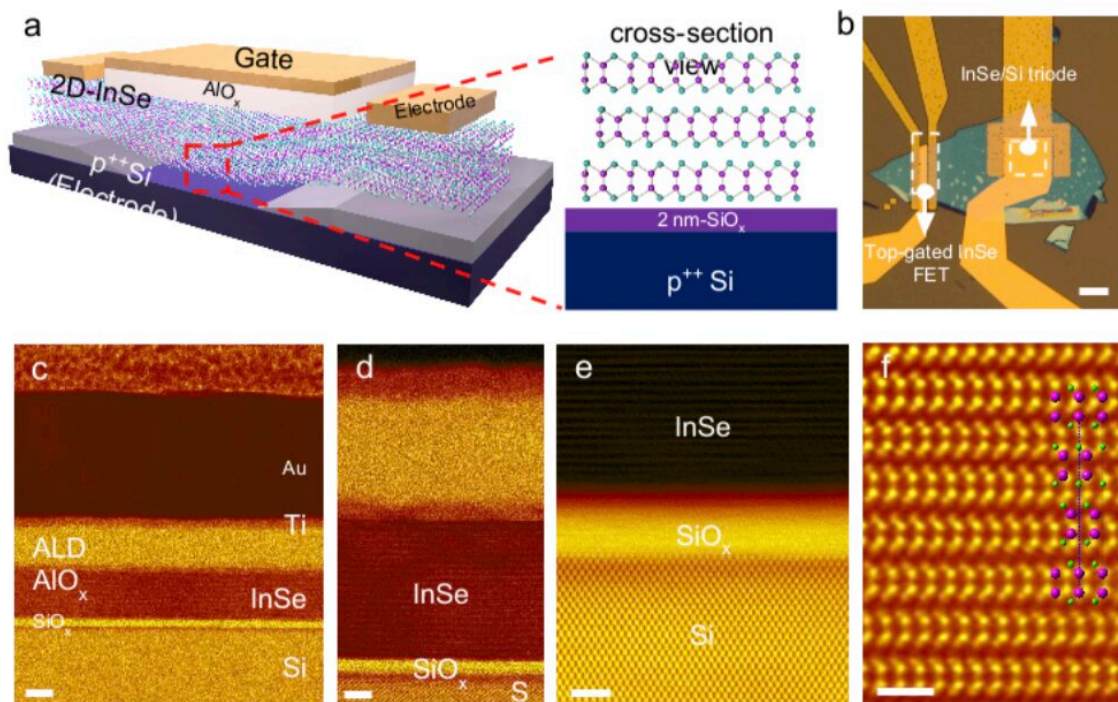 a
Gate
AlOₓ
2D-InSe
Electrode
p⁺⁺Si
(Electrode)
cross-section
view
2 nm-SiOₓ
p⁺⁺ Si
b
InSe/Si triode
Top-gated InSe
FET
c
Au
Ti
ALD
AlOₓ
InSe
SiOₓ
Si
d
InSe
SiOₓ
S
e
InSe
SiOₓ
Si
f